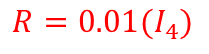 R = 0.01(I₄)